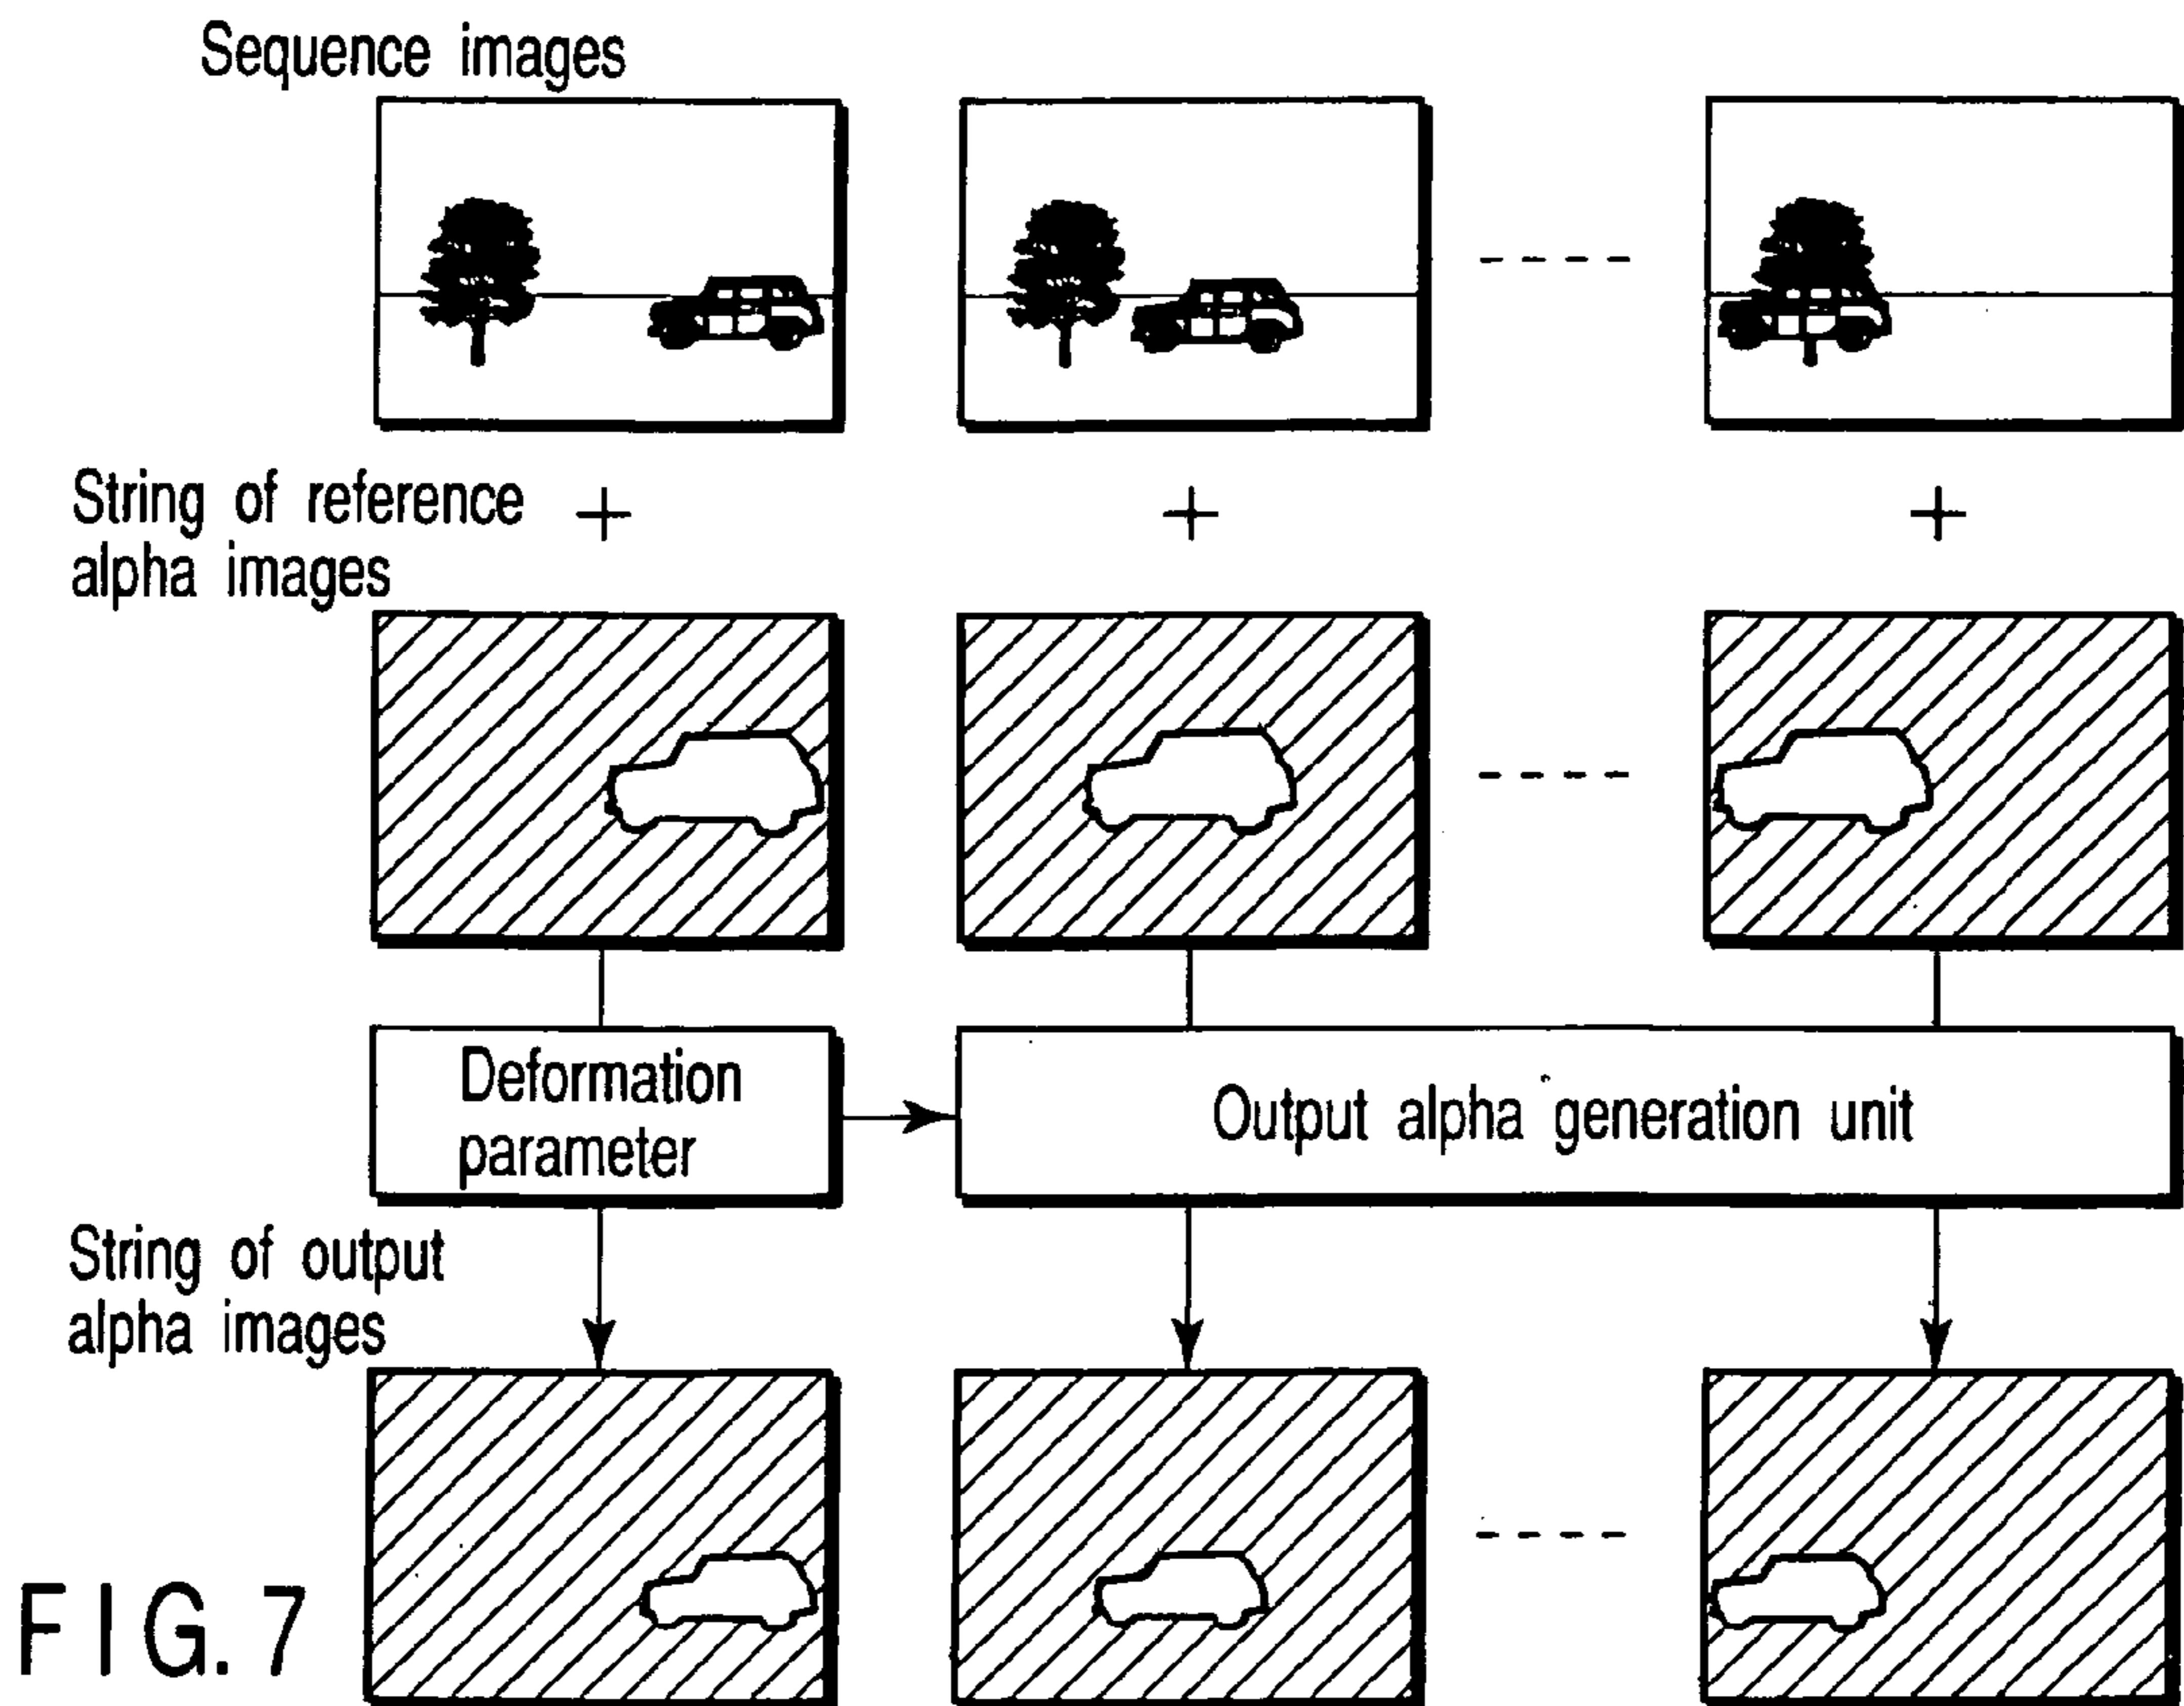 Sequence images
String of reference
alpha images
Deformation
parameter
Output alpha generation unit
String of output
alpha images
FIG. 7